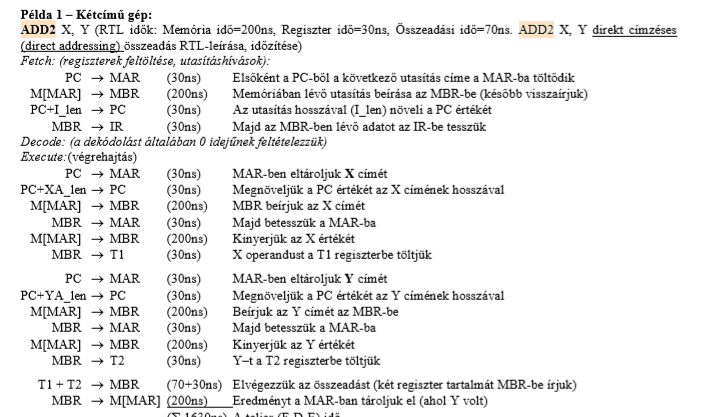 Példa 1 – Kétcímű gép:
ADD2 X, Y (RTL idők: Memória idő=200ns, Regiszter idő=30ns, Összeadási idő=70ns. ADD2 X, Y direkt címzéses
(direct addressing) összeadás RTL-leírása, időzítése)
Fetch: (regiszterek feltöltése, utasításhívások):
PC → MAR (30ns) Elsőként a PC-ből a következő utasítás címe a MAR-ba töltődik
M[MAR] → MBR (200ns) Memóriában lévő utasítás beírása az MBR-be (később visszaírjuk)
PC+I_len → PC (30ns) Az utasítás hosszával (I_len) növeli a PC értékét
MBR → IR (30ns) Majd az MBR-ben lévő adatot az IR-be tesszük
Decode: (a dekódolást általában 0 idejűnek feltételezzük)
Execute:(végrehajtás)
PC → MAR (30ns) MAR-ben eltároljuk X címét
PC+XA_len → PC (30ns) Megnöveljük a PC értékét az X címének hosszával
M[MAR] → MBR (200ns) MBR beírjuk az X címét
MBR → MAR (30ns) Majd betesszük a MAR-ba
M[MAR] → MBR (200ns) Kinyerjük az X értékét
MBR → T1 (30ns) X operandust a T1 regiszterbe töltjük
PC → MAR (30ns) MAR-ben eltároljuk Y címét
PC+YA_len → PC (30ns) Megnöveljük a PC értékét az Y címének hosszával
M[MAR] → MBR (200ns) Beírjuk az Y címét az MBR-be
MBR → MAR (30ns) Majd betesszük a MAR-ba
M[MAR] → MBR (200ns) Kinyerjük az Y értékét
MBR → T2 (30ns) Y–t a T2 regiszterbe töltjük
T1 + T2 → MBR (70+30ns) Elvégezzük az összeadást (két regiszter tartalmát MBR-be írjuk)
MBR → M[MAR] (200ns) Eredményt a MAR-ban tároljuk el (ahol Y volt)
(Σ 1630ns) A teljes (F-D-E) idő